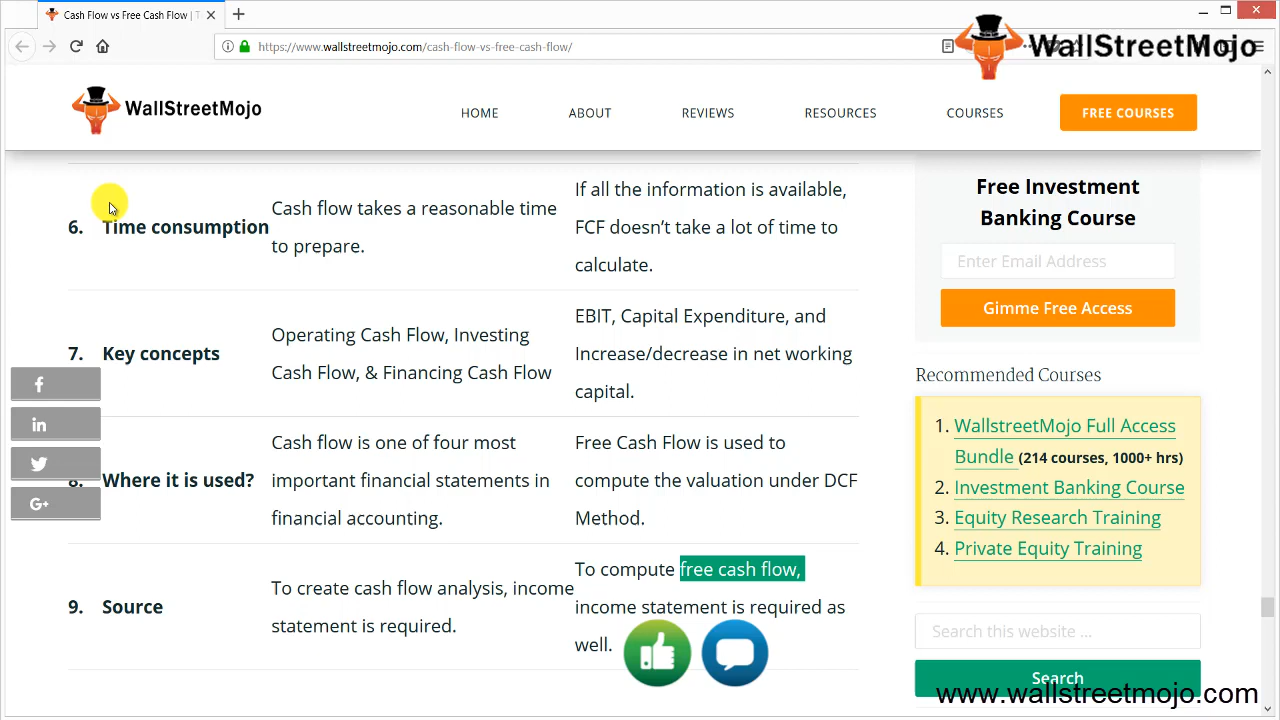 Cash Flow vs Free Cash Flow | T
https://www.wallstreetmojo.com/cash-flow-vs-free-cash-flow/
WallStreetMojo
WallStreetMojo
HOME
ABOUT
REVIEWS
RESOURCES
COURSES
FREE COURSES
6. Time consumption
Cash flow takes a reasonable time
to prepare.
If all the information is available,
FCF doesn’t take a lot of time to
calculate.
7. Key concepts
Operating Cash Flow, Investing
Cash Flow, & Financing Cash Flow
EBIT, Capital Expenditure, and
Increase/decrease in net working
capital.
8. Where it is used?
Cash flow is one of four most
important financial statements in
financial accounting.
Free Cash Flow is used to
compute the valuation under DCF
Method.
9. Source
To create cash flow analysis, income
statement is required.
To compute free cash flow,
income statement is required as
well.
Free Investment
Banking Course
Enter Email Address
Gimme Free Access
Recommended Courses
1. WallstreetMojo Full Access
Bundle (214 courses, 1000+ hrs)
2. Investment Banking Course
3. Equity Research Training
4. Private Equity Training
Search this website ...
Search
www.wallstreetmojo.com